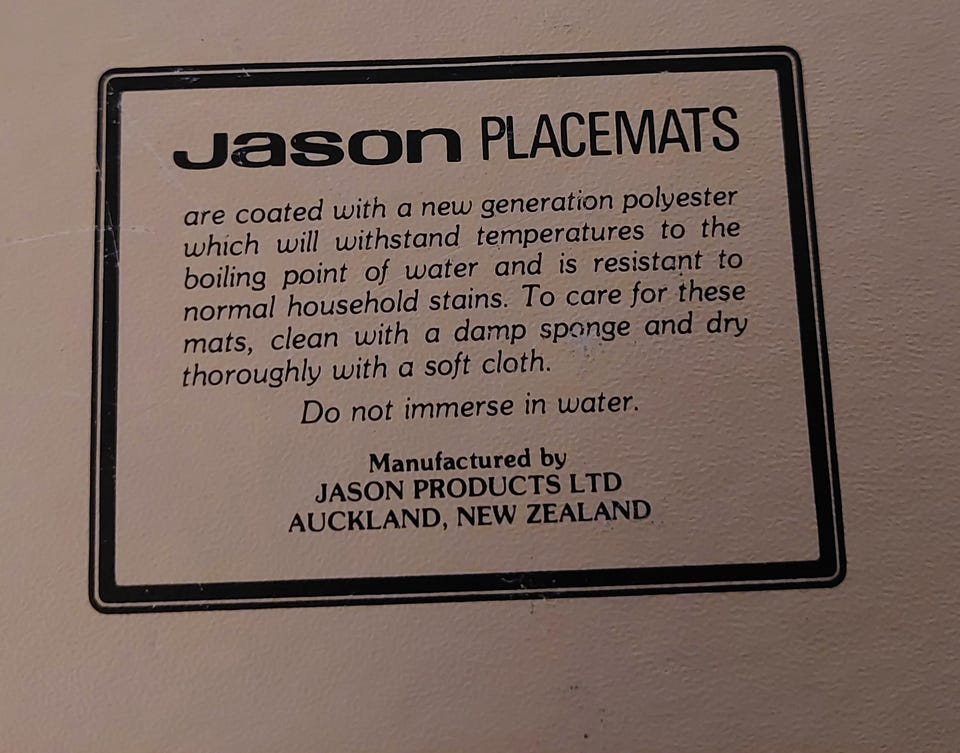 Jason PLACEMATS
are coated with a new generation polyester
which will withstand temperatures to the
boiling point of water and is resistant to
normal household stains. To care for these
mats, clean with a damp sponge and dry
thoroughly with a soft cloth.
Do not immerse in water.
Manufactured by
JASON PRODUCTS LTD
AUCKLAND, NEW ZEALAND